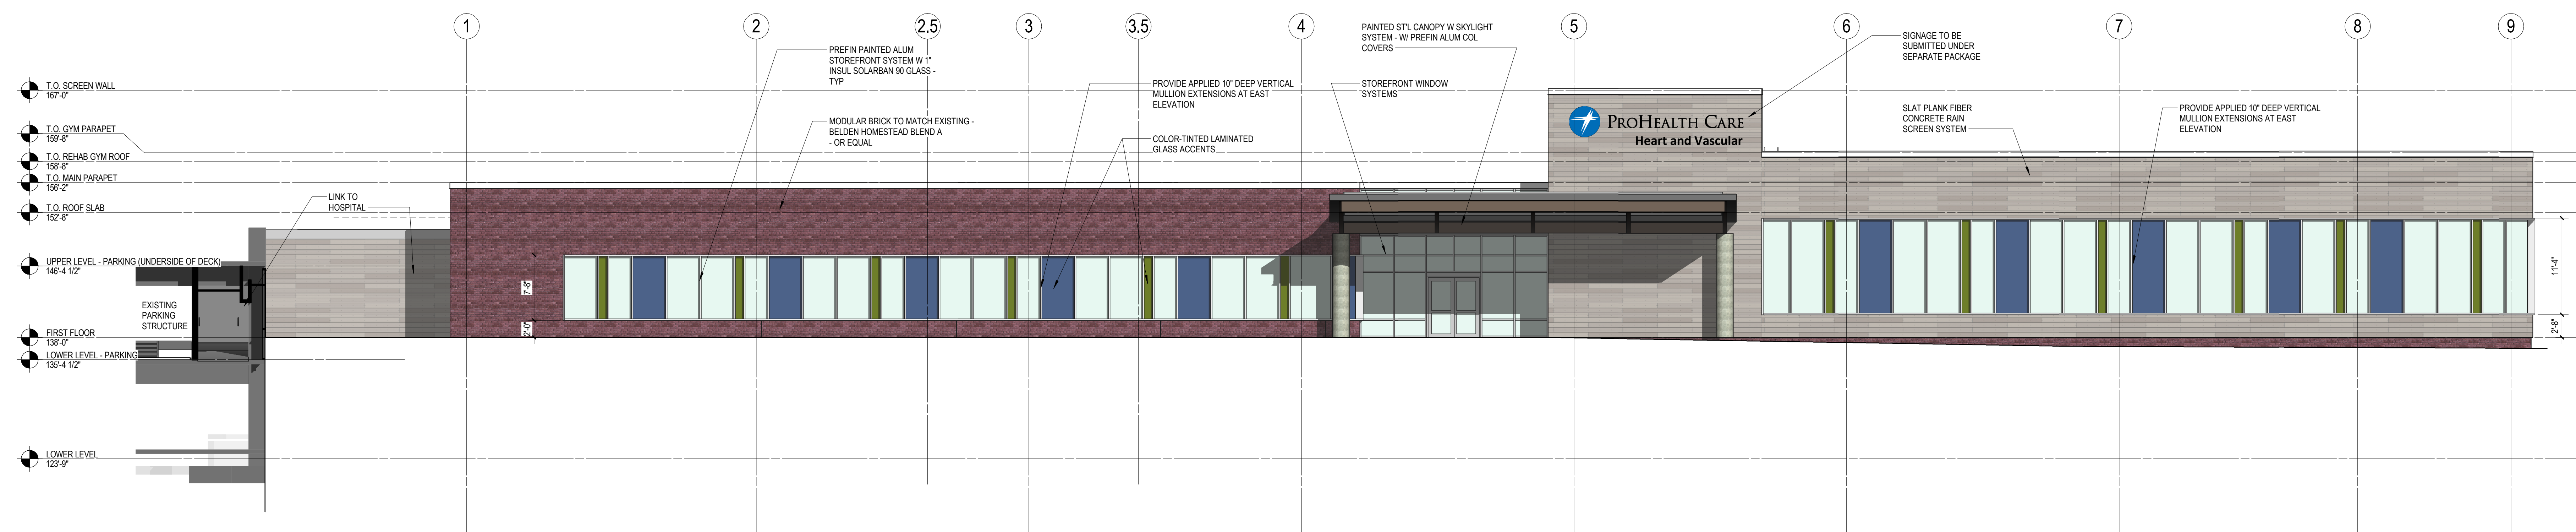 1
2
2.5
3
3.5
4
5
6
7
8
9
T.O. SCREEN WALL
167'-0"
T.O. GYM PARAPET
159'-8"
T.O. REHAB GYM ROOF
158'-8"
T.O. MAIN PARAPET
156'-2"
T.O. ROOF SLAB
152'-8"
UPPER LEVEL - PARKING (UNDERSIDE OF DECK)
146'-4 1/2"
FIRST FLOOR
138'-0"
LOWER LEVEL - PARKING
135'-4 1/2"
LOWER LEVEL
123'-9"
EXISTING
PARKING
STRUCTURE
LINK TO
HOSPITAL
PREFIN PAINTED ALUM
STOREFRONT SYSTEM W 1"
INSUL SOLARBAN 90 GLASS -
TYP
MODULAR BRICK TO MATCH EXISTING -
BELDEN HOMESTEAD BLEND A
- OR EQUAL
7'-8"
2'-0"
PROVIDE APPLIED 10" DEEP VERTICAL
MULLION EXTENSIONS AT EAST
ELEVATION
COLOR-TINTED LAMINATED
GLASS ACCENTS
PAINTED ST'L CANOPY W SKYLIGHT
SYSTEM - W/ PREFIN ALUM COL
COVERS
STOREFRONT WINDOW
SYSTEMS
PROHEALTH CARE
Heart and Vascular
SIGNAGE TO BE
SUBMITTED UNDER
SEPARATE PACKAGE
SLAT PLANK FIBER
CONCRETE RAIN
SCREEN SYSTEM
PROVIDE APPLIED 10" DEEP VERTICAL
MULLION EXTENSIONS AT EAST
ELEVATION
11'-4"
2'-8"